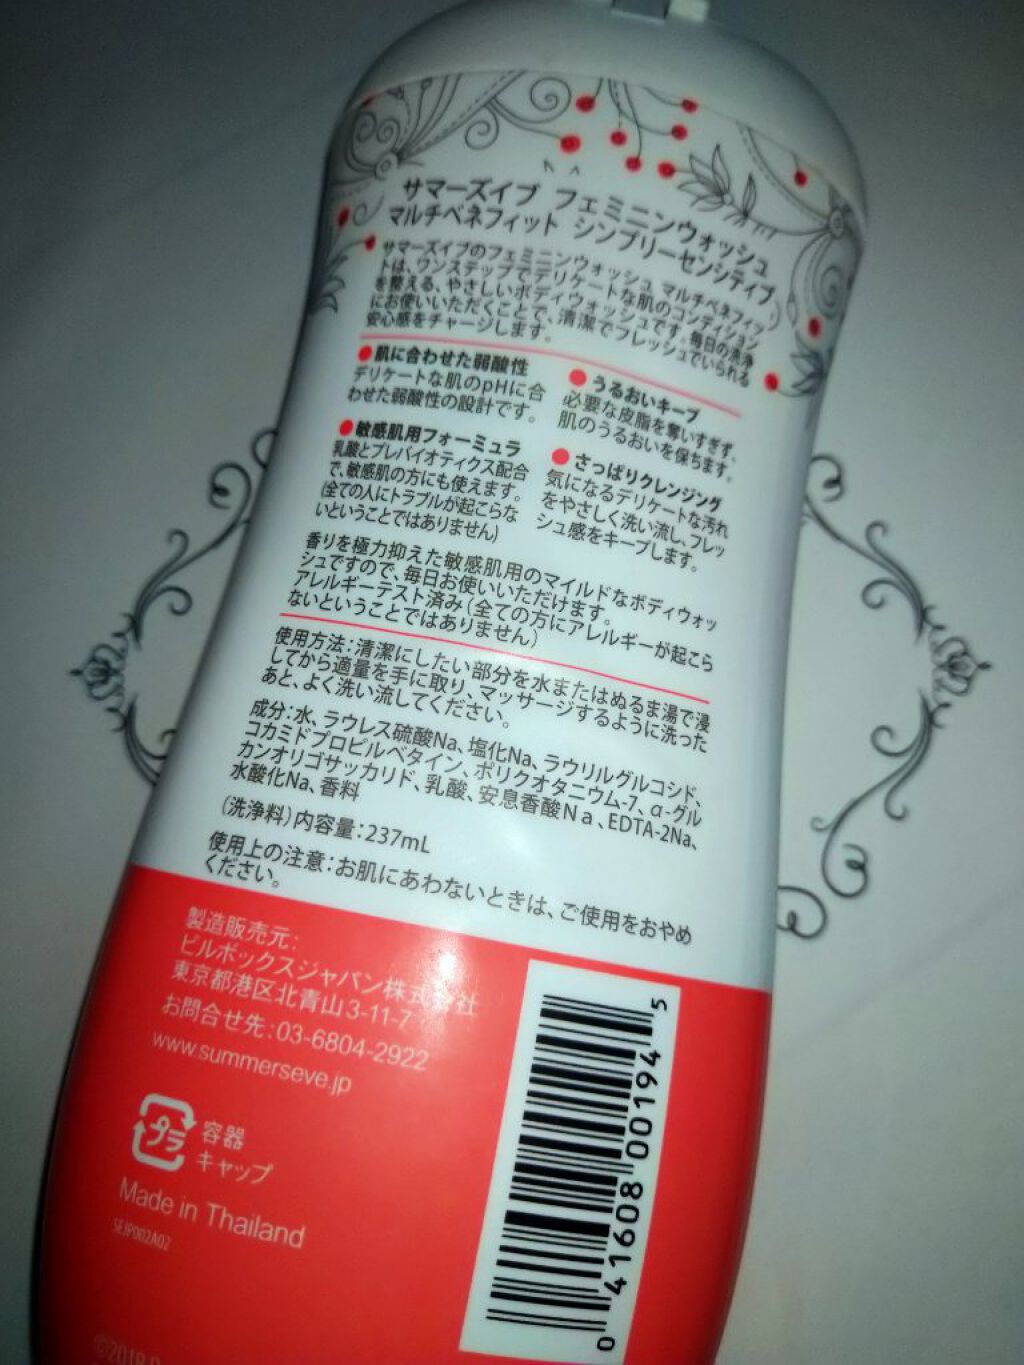 サマーズイブ フェミニンウォッシュ
マルチベネフィット シンプリーセンシティブ
サマーズイブのフェミニンウォッシュ マルチベネフィッ
トは、ワンステップでデリケートな肌のコンディション
を整える、やさしいボディウォッシュです。毎日の洗浄
にお使いいただくことで、清潔でフレッシュでいられる
安心感をチャージします。
●肌に合わせた弱酸性
デリケートな肌のpHに合
わせた弱酸性の設計です。
●うるおいキープ
必要な皮脂を奪いすぎず、
肌のうるおいを保ちます。
●敏感肌用フォーミュラ
乳酸とプレバイオティクス配合
で、敏感肌の方にも使えます。
(全ての人にトラブルが起こらな
いということではありません)
●さっぱりクレンジング
気になるデリケートな汚れ
をやさしく洗い流し、フレッ
シュ感をキープします。
香りを極力抑えた敏感肌用のマイルドなボディウォッ
シュですので、毎日お使いいただけます。
アレルギーテスト済み(全ての方にアレルギーが起こら
ないということではありません)
使用方法:清潔にしたい部分を水またはぬるま湯で浸
してから適量を手に取り、マッサージするように洗った
あと、よく洗い流してください。
成分:水、ラウレス硫酸Na、塩化Na、ラウリルグルコシド、
コカミドプロピルベタイン、ポリクオタニウム-7、α-グル
カンオリゴサッカリド、乳酸、安息香酸Na、EDTA-2Na、
水酸化Na、香料
(洗浄料)内容量:237mL
使用上の注意:お肌にあわないときは、ご使用をおやめ
ください。
製造販売元:
ビルボックスジャパン株式会社
東京都港区北青山3-11-7
お問合せ先:03-6804-2922
www.summerseve.jp
プラ
容器
キャップ
Made in Thailand
SEJP002A02
0 41608 00194 5
©2018